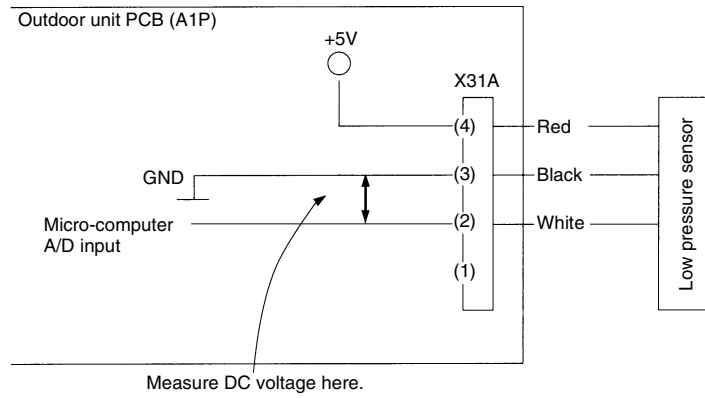 Outdoor unit PCB (A1P)
+5V
X31A
(4)
Red
GND
(3)
Black
Micro-computer
A/D input
(2)
White
(1)
Low pressure sensor
Measure DC voltage here.